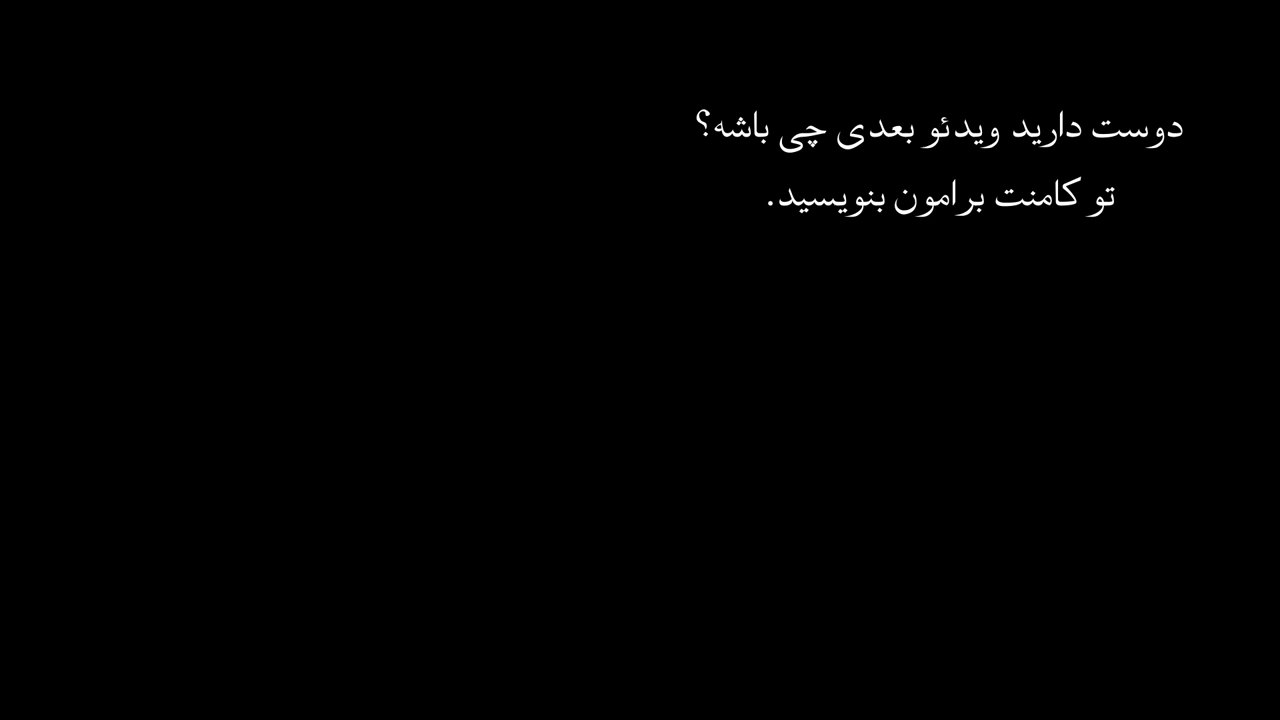 دوست دارید ویدئو بعدی چی باشه؟
تو کامنت برامون بنویسید.